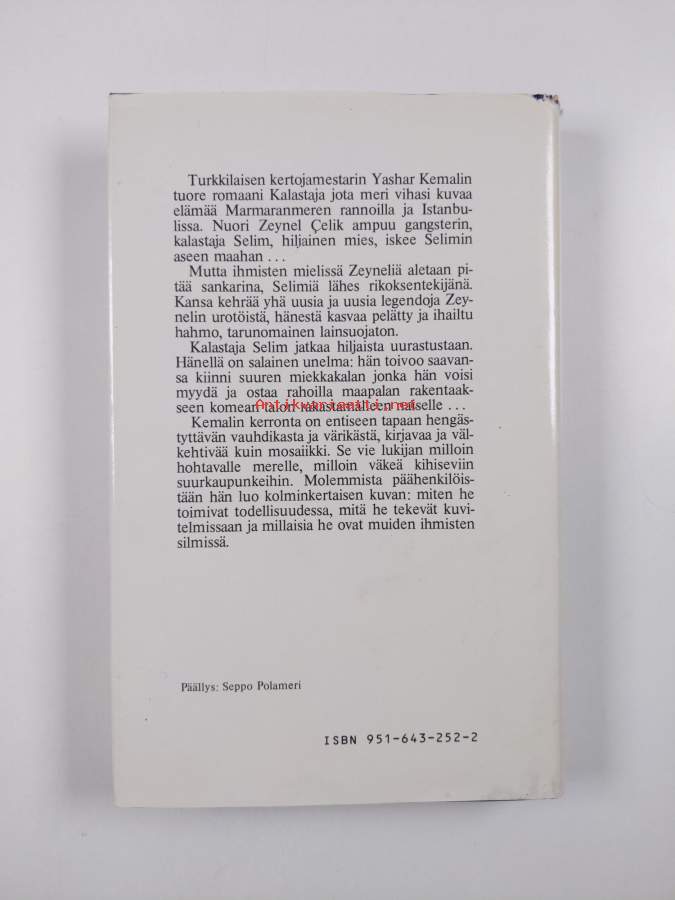 Turkkilaisen kertojamestarin Yashar Kemalin
tuore romaani Kalastaja jota meri vihasi kuvaa
elämää Marmaranmeren rannoilla ja Istanbu-
lissa. Nuori Zeynel Çelik ampuu gangsterin,
kalastaja Selim, hiljainen mies, iskee Selimin
aseen maahan ...
Mutta ihmisten mielissä Zeyneliä aletaan pi-
tää sankarina, Selimiä lähes rikoksentekijänä.
Kansa kehrää yhä uusia ja uusia legendoja Zey-
nelin urotöistä, hänestä kasvaa pelätty ja ihailtu
hahmo, tarunomainen lainsuojaton.
Kalastaja Selim jatkaa hiljaista uurastustaan.
Hänellä on salainen unelma: hän toivoo saavan-
sa kiinni suuren miekkakalan jonka hän voisi
myydä ja ostaa rahoilla maapalan rakentaak-
seen komean talon rakastamalleen naiselle ...
Antikvariaatti.net
Kemalin kerronta on entiseen tapaan hengäs-
tyttävän vauhdikasta ja värikästä, kirjavaa ja väl-
kehtivää kuin mosaiikki. Se vie lukijan milloin
hohtavalle merelle, milloin väkeä kihiseviin
suurkaupunkeihin. Molemmista päähenkilöis-
tään hän luo kolminkertaisen kuvan: miten he
toimivat todellisuudessa, mitä he tekevät kuvi-
telmissaan ja millaisia he ovat muiden ihmisten
silmissä.
Päällys: Seppo Polameri
ISBN 951-643-252-2